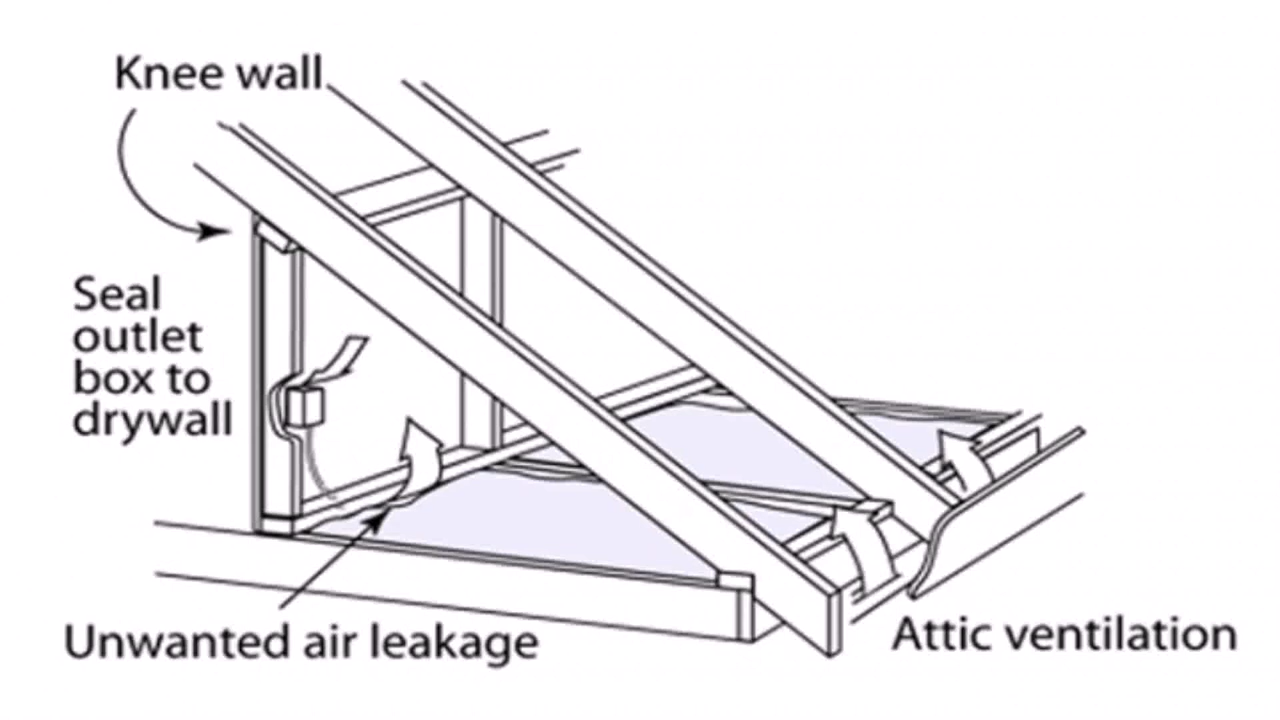 Knee wall
Seal
outlet
box to
drywall
Unwanted air leakage
Attic ventilation